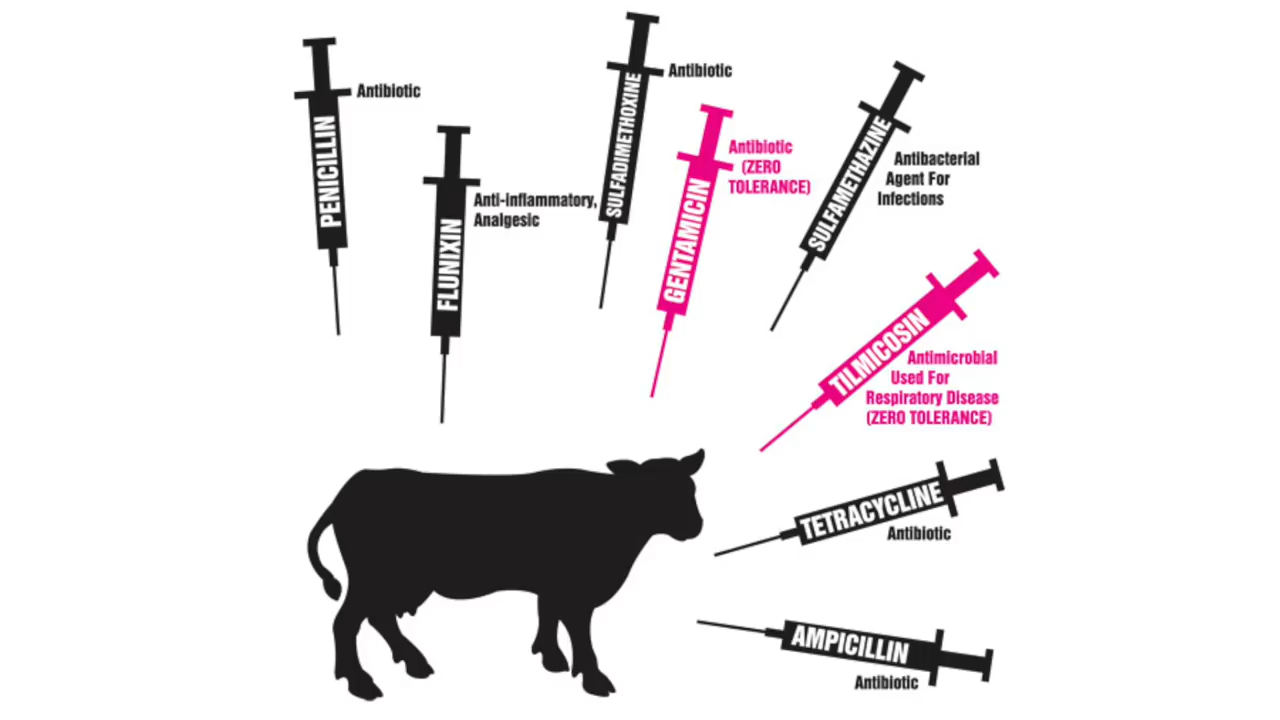 PENICILLIN
Antibiotic
FLUNIXIN
Anti-inflammatory,
Analgesic
SULFADIMETHOXINE
Antibiotic
GENTAMICIN
Antibiotic
(ZERO
TOLERANCE)
SULFAMETHAZINE
Antibacterial
Agent For
Infections
TILMICOSIN
Antimicrobial
Used For
Respiratory Disease
(ZERO TOLERANCE)
TETRACYCLINE
Antibiotic
AMPICILLIN
Antibiotic